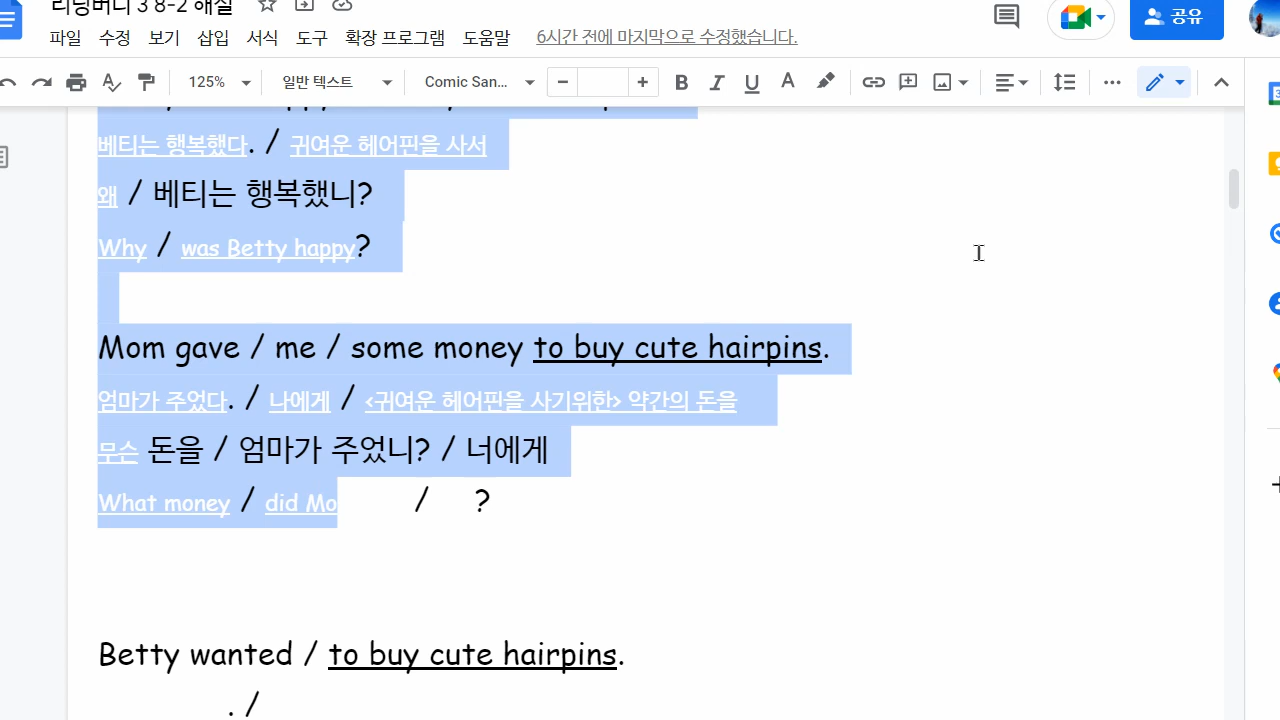 리딩버디 3 8-2 해설
파일 수정 보기 삽입 서식 도구 확장 프로그램 도움말 6시간 전에 마지막으로 수정했습니다.
공유
125% 일반 텍스트 Comic San... B I U A
베티는 행복했다. / 귀여운 헤어핀을 사서
왜 / 베티는 행복했니?
Why / was Betty happy?
Mom gave / me / some money to buy cute hairpins.
엄마가 주었다. / 나에게 / <귀여운 헤어핀을 사기위한> 약간의 돈을
무슨 돈을 / 엄마가 주었니? / 너에게
What money / did Mo / ?
Betty wanted / to buy cute hairpins.
. /